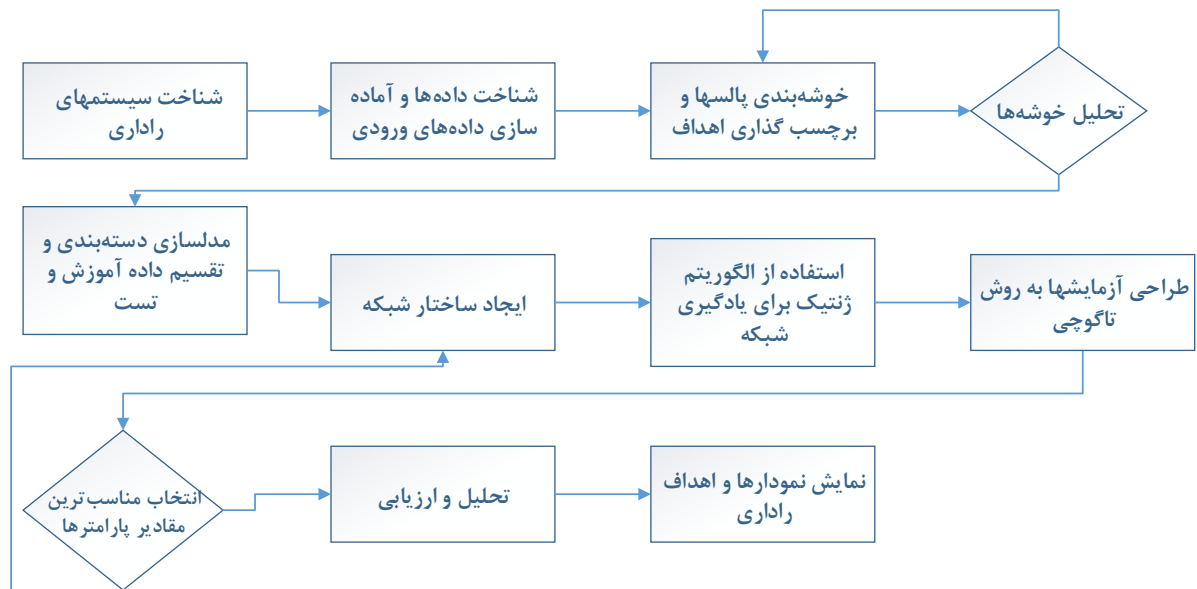 شناخت سیستمهای
راداری
شناخت داده‌ها و آماده
سازی داده‌های ورودی
خوشه‌بندی پالسها و
برچسب گذاری اهداف
تحلیل خوشه‌ها
مدلسازی دسته‌بندی و
تقسیم داده آموزش و
تست
ایجاد ساختار شبکه
استفاده از الگوریتم
ژنتیک برای یادگیری
شبکه
طراحی آزمایشها به روش
تاگوچی
انتخاب مناسب‌ترین
مقادیر پارامترها
تحلیل و ارزیابی
نمایش نمودارها و اهداف
راداری